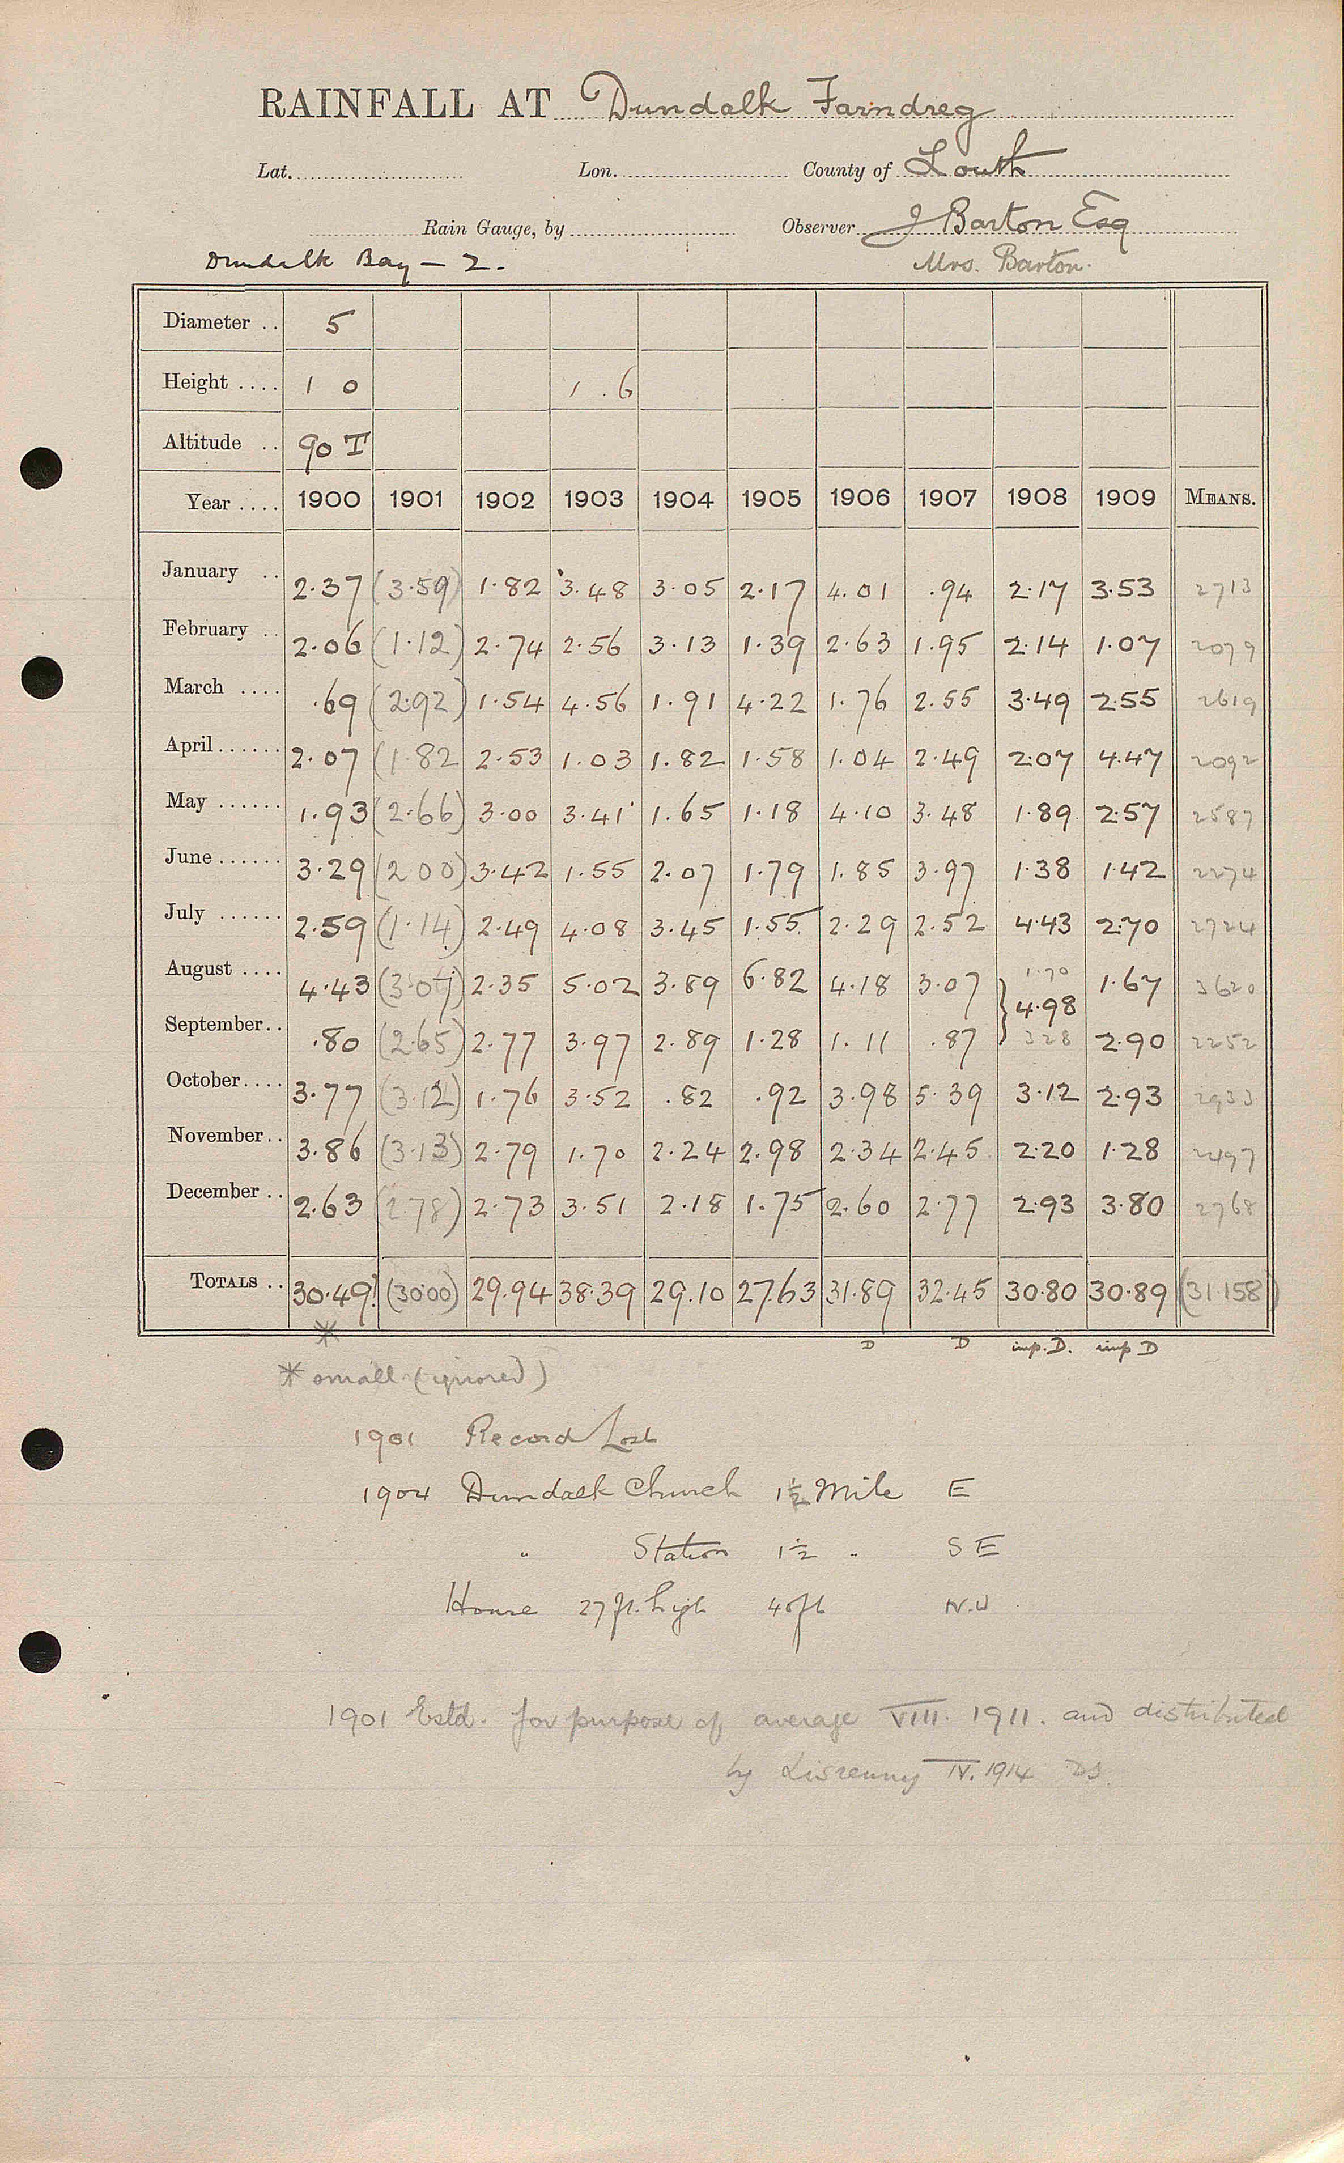 RAINFALL AT Dundalk Farndreg
Lat. Lon. County of Louth
Rain Gauge, by Observer J Barton Esq
Dundalk Bay – 2. Mrs. Barton.
Diameter .. 5
Height .... 1 0 1.6
Altitude .. 90 T
Year .... 1900 1901 1902 1903 1904 1905 1906 1907 1908 1909 MEANS.
January .. 2.37 (3.59) 1.82 3.48 3.05 2.17 4.01 .94 2.17 3.53 2713
February .. 2.06 (1.12) 2.74 2.56 3.13 1.39 2.63 1.95 2.14 1.07 2079
March .... .69 (2.92) 1.54 4.56 1.91 4.22 1.76 2.55 3.49 2.55 2619
April...... 2.07 (1.82 2.53 1.03 1.82 1.58 1.04 2.49 2.07 4.47 2092
May ...... 1.93 (2.66) 3.00 3.41 1.65 1.18 4.10 3.48 1.89 2.57 2587
June ...... 3.29 (2.00) 3.42 1.55 2.07 1.79 1.85 3.97 1.38 1.42 2274
July ...... 2.59 (1.14) 2.49 4.08 3.45 1.55 2.29 2.52 4.43 2.70 2724
August .... 4.43 (3.07) 2.35 5.02 3.89 6.82 4.18 3.07 1.70 1.67 3620
4.98
September.. .80 (2.65) 2.77 3.97 2.89 1.28 1.11 .87 328 2.90 2252
October.... 3.77 (3.12) 1.76 3.52 .82 .92 3.98 5.39 3.12 2.93 2933
November.. 3.86 (3.13) 2.79 1.70 2.24 2.98 2.34 2.45 2.20 1.28 2497
December .. 2.63 (2.78) 2.73 3.51 2.18 1.75 2.60 2.77 2.93 3.80 2768
TOTALS .. 30.49 (30.00) 29.94 38.39 29.10 27.63 31.89 32.45 30.80 30.89 (31.158)
* D D imp. D. imp D
* small (ignored)
1901 Record Lost
1904 Dundalk Church 1½ Mile E
" Station 1½ " S E
House 27 ft. high 40ft N.W
1901 Estd. for purpose of average VIII. 1911. and distributed
by Lisrenny IV. 1914 DS.